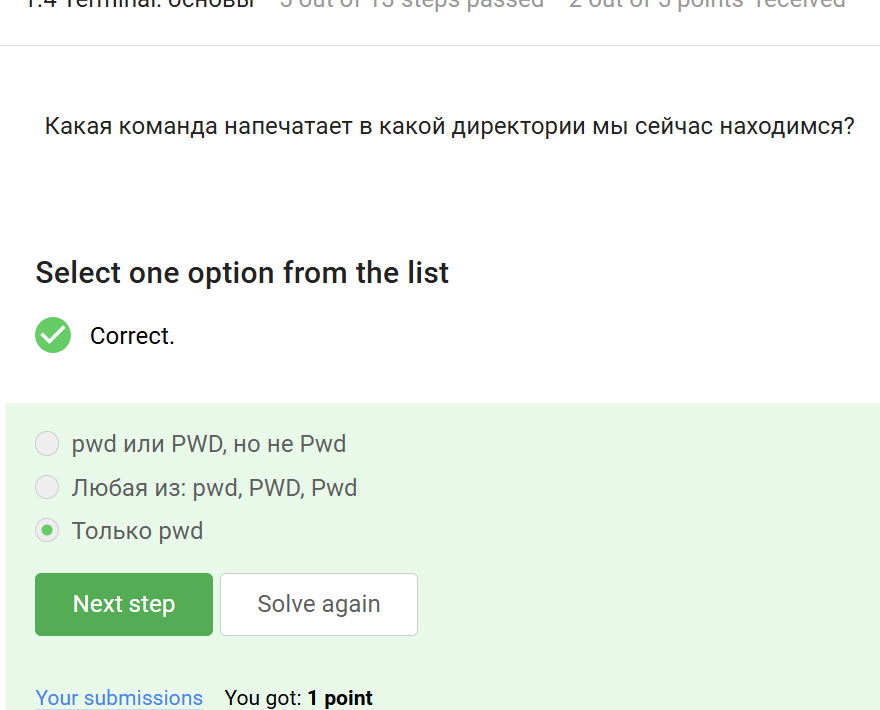 1.4 Terminal: основы 5 out of 13 steps passed 2 out of 5 points received
Какая команда напечатает в какой директории мы сейчас находимся?
Select one option from the list
Correct.
pwd или PWD, но не Pwd
Любая из: pwd, PWD, Pwd
Только pwd
Next step
Solve again
Your submissions You got: 1 point